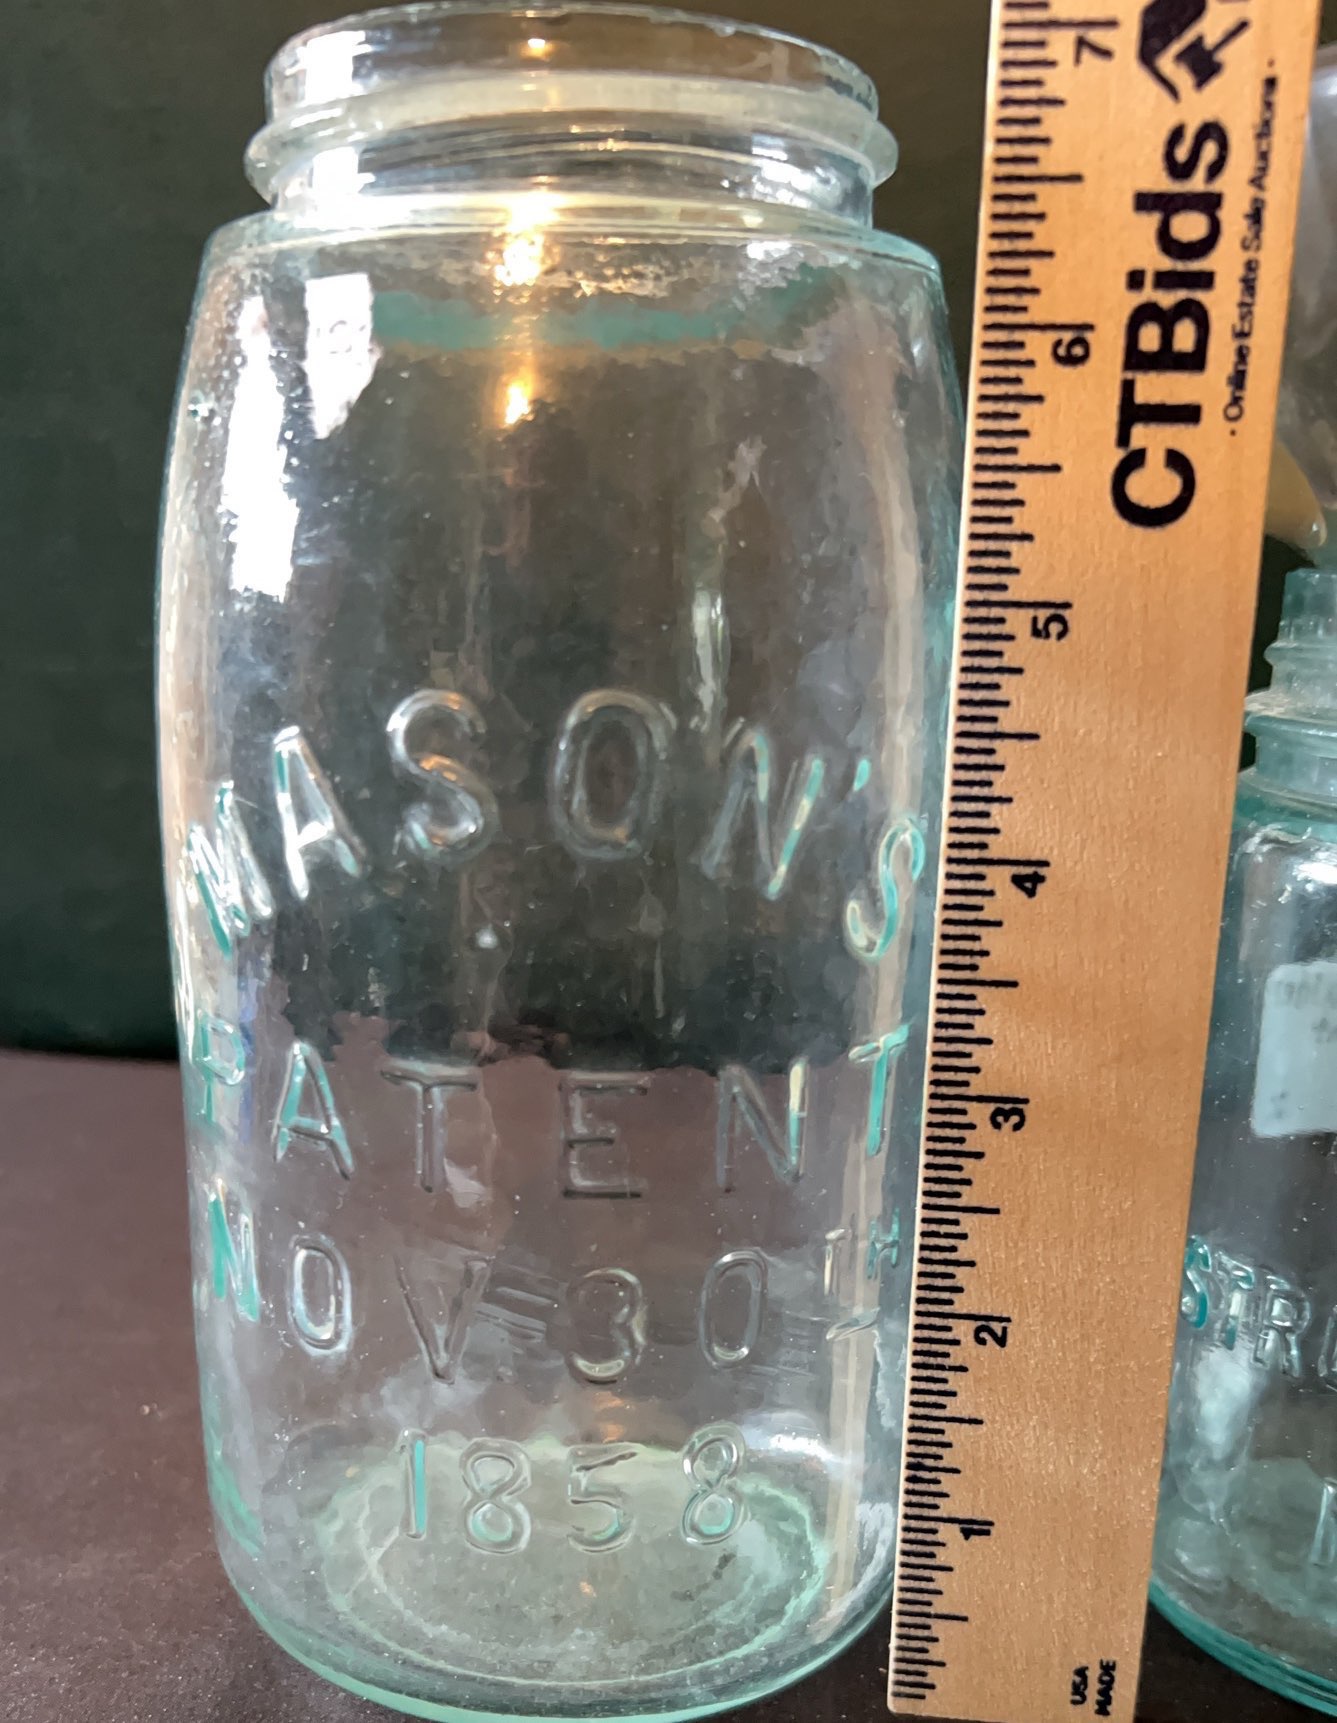 MASON'S
PATENT
NOV 30TH
1858
CTBids
· Online Estate Sale Auctions ·
7
6
5
4
3
2
1
USA
MADE
STR